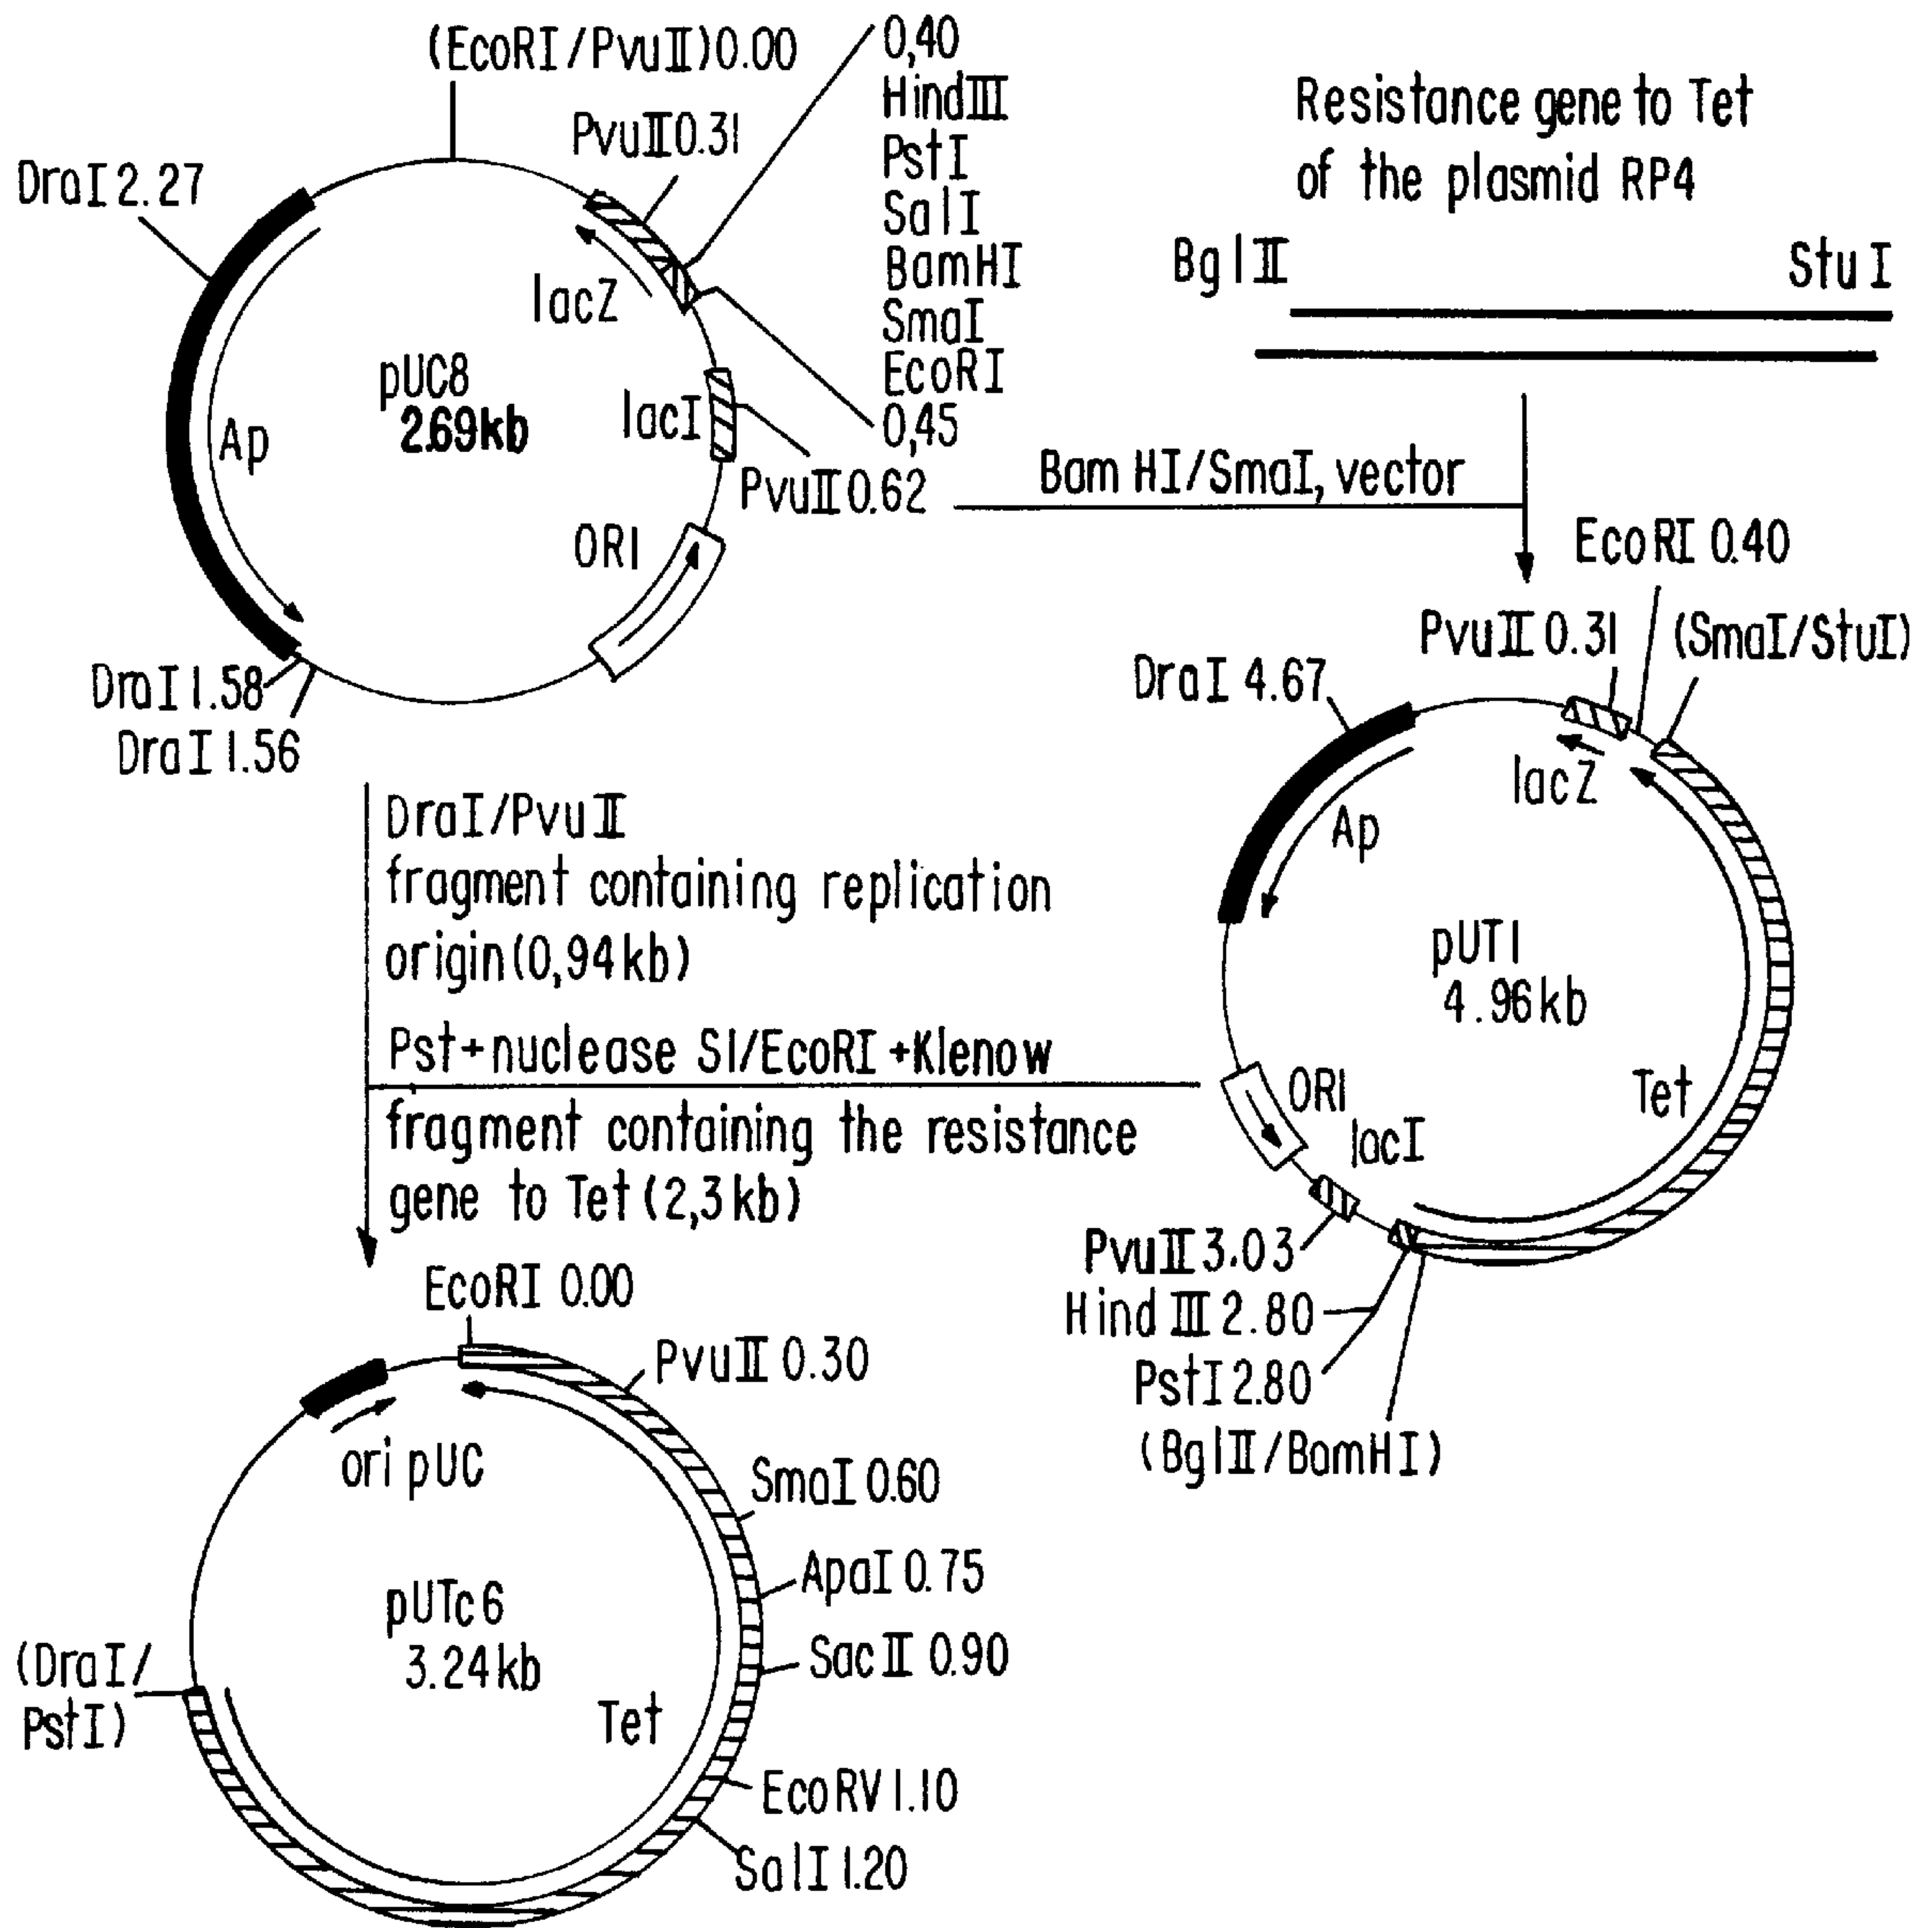 (EcoRI/PvuII)0.00
PvuII 0.31
DraI 2.27
0,40
HindIII
PstI
SalI
BamHI
SmaI
EcoRI
0,45
lacZ
pUC8
2.69kb
lacI
Ap
PvuII 0.62
ORI
DraI 1.58
DraI 1.56
Resistance gene to Tet
of the plasmid RP4
BglII
StuI
Bam HI/SmaI, vector
EcoRI 0.40
PvuII 0.31
(SmaI/StuI)
DraI 4.67
lacZ
Ap
pUT1
4.96kb
ORI
lacI
Tet
PvuII 3.03
Hind III 2.80
PstI 2.80
(BglII/BamHI)
DraI/PvuII
fragment containing replication
origin(0,94kb)
Pst+nuclease S1/EcoRI+Klenow
fragment containing the resistance
gene to Tet(2,3kb)
EcoRI 0.00
PvuII 0.30
ori pUC
SmaI 0.60
ApaI 0.75
pUTc6
3.24kb
SacII 0.90
(DraI/
PstI)
Tet
EcoRV 1.10
SalI 1.20